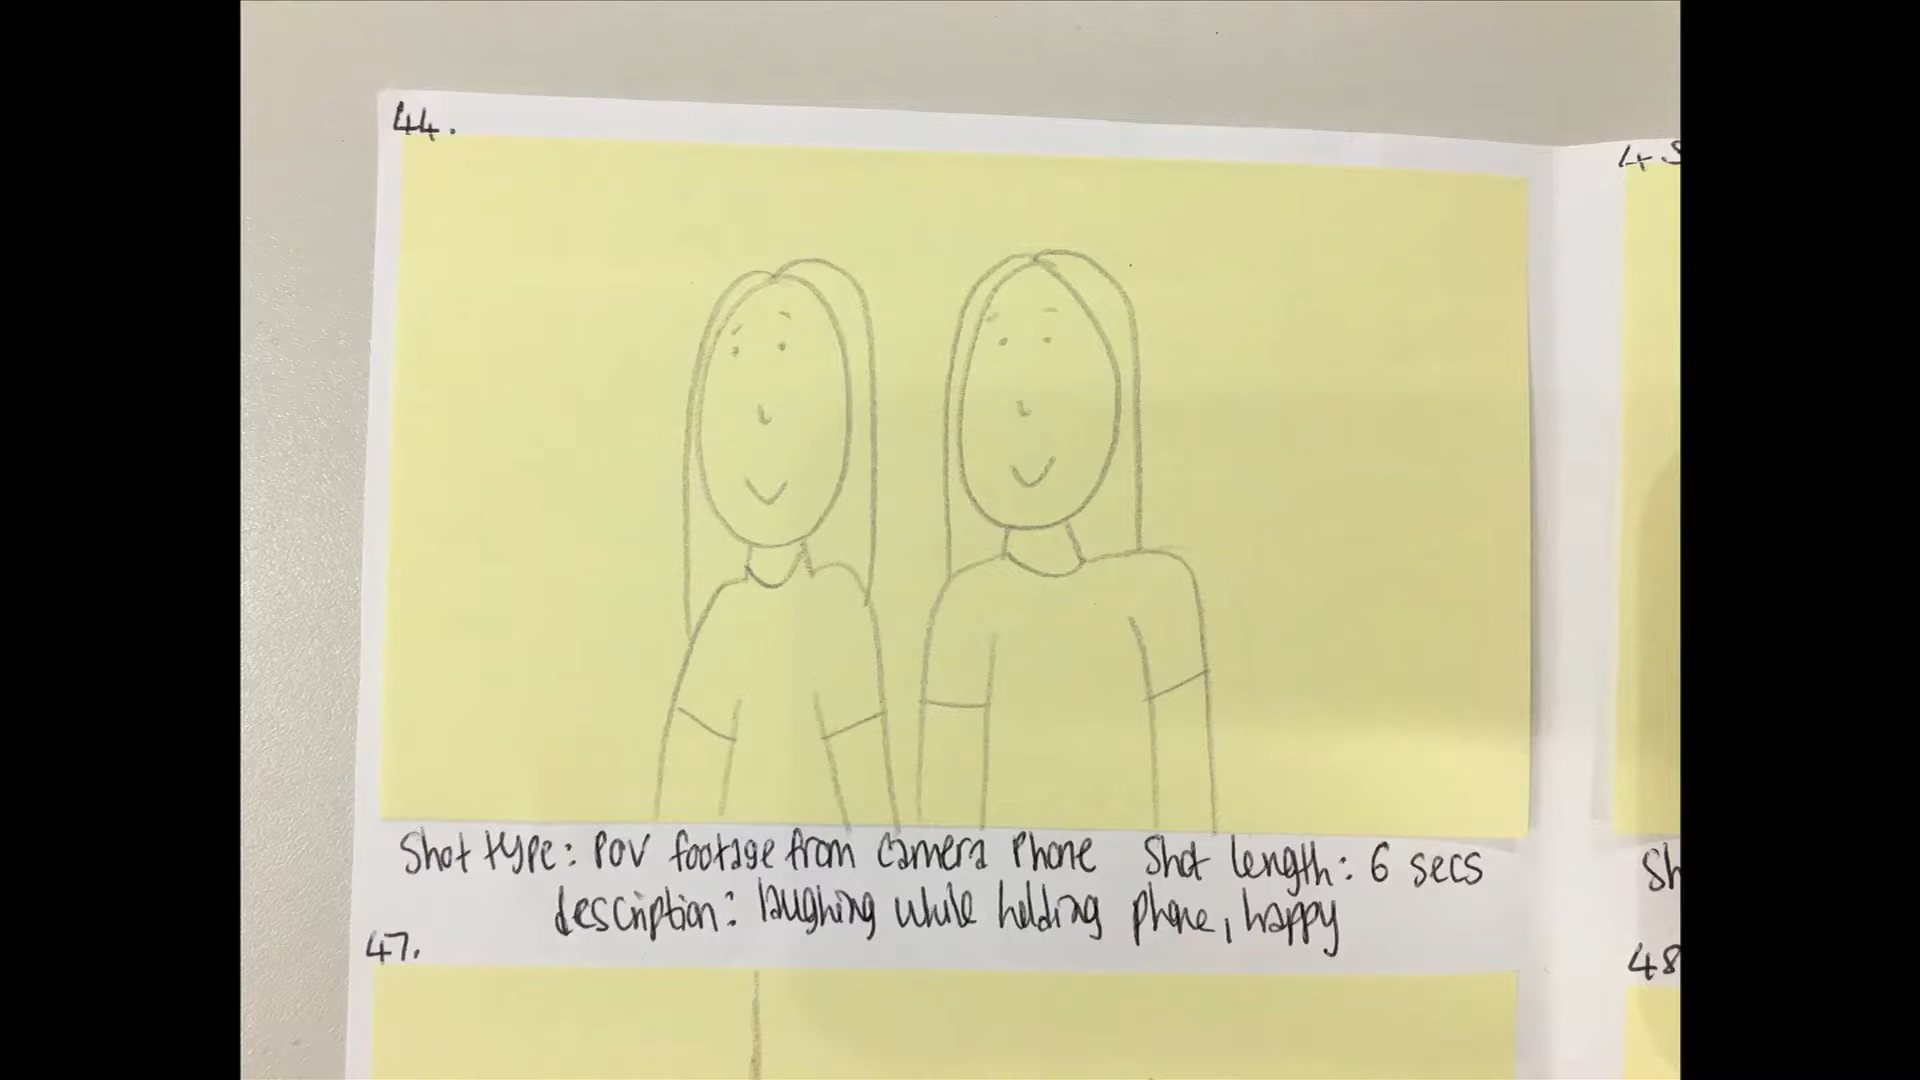 44.
Shot type: POV footage from camera phone Shot length: 6 secs
description: laughing while holding phone, happy
47.
48